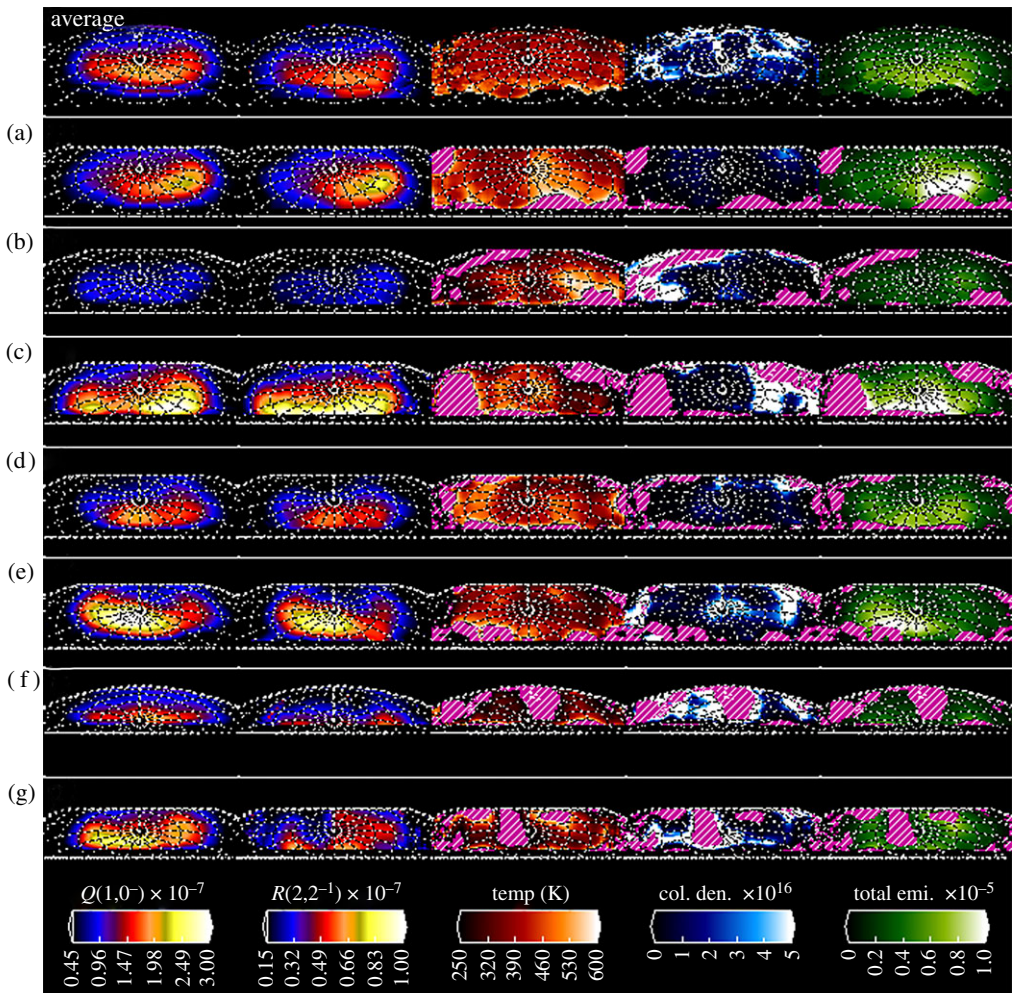 average
(a)
(b)
(c)
(d)
(e)
(f)
(g)
Q(1,0⁻) × 10⁻⁷ R(2,2⁻¹) × 10⁻⁷ temp (K) col. den. ×10¹⁶ total emi. ×10⁻⁵
0.45 0.96 1.47 1.98 2.49 3.00 0.15 0.32 0.49 0.66 0.83 1.00 250 320 390 460 530 600 0 1 2 3 4 5 0 0.2 0.4 0.6 0.8 1.0